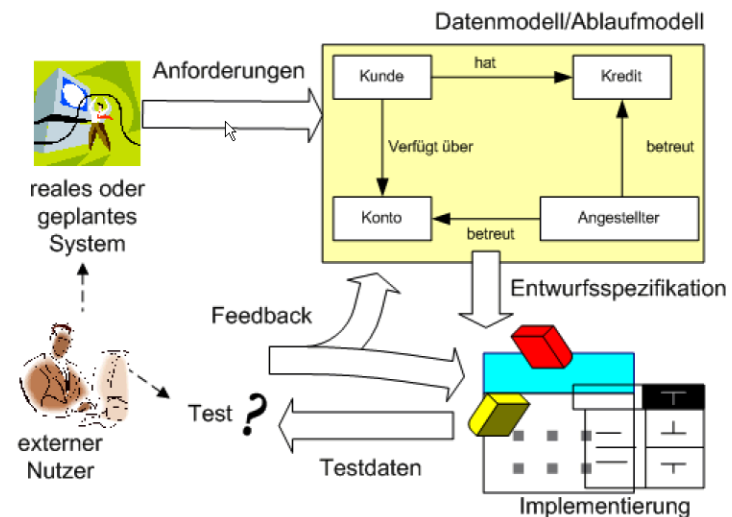 Datenmodell/Ablaufmodell
Anforderungen
Kunde
hat
Kredit
Verfügt über
betreut
Konto
betreut
Angestellter
reales oder
geplantes
System
Entwurfsspezifikation
Feedback
Test ?
Testdaten
externer
Nutzer
Implementierung